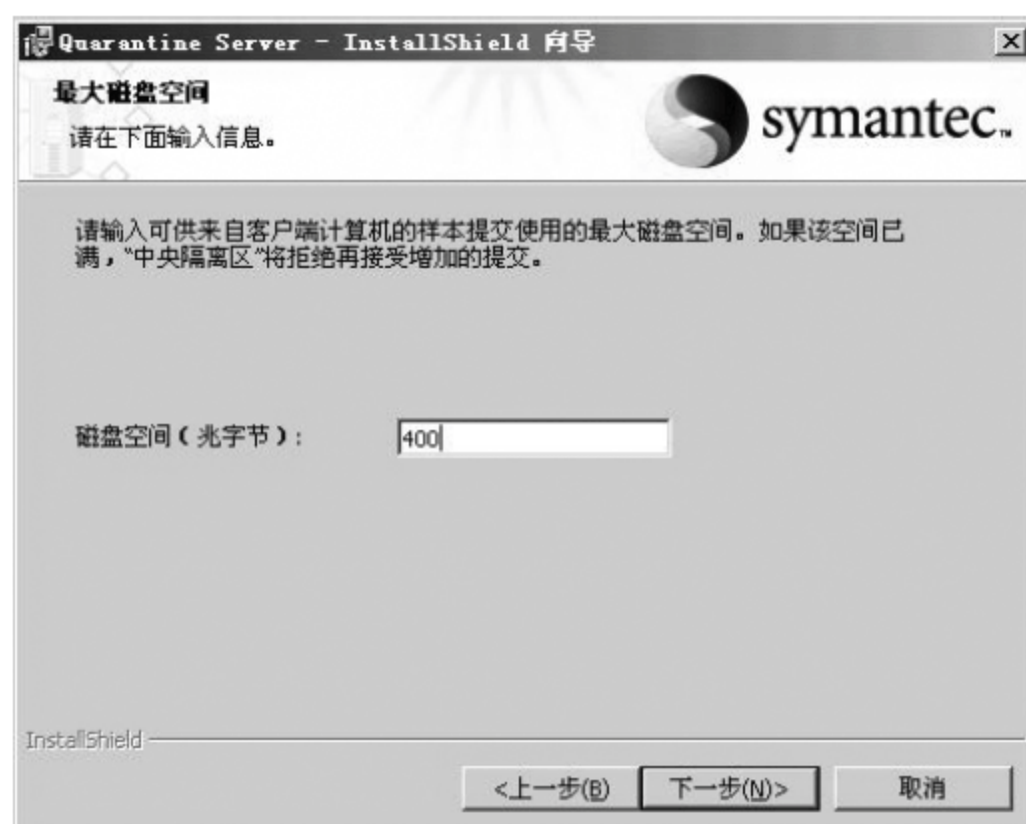 Quarantine Server - InstallShield 向导
最大磁盘空间
请在下面输入信息。
symantec™
请输入可供来自客户端计算机的样本提交使用的最大磁盘空间。如果该空间已
满，“中央隔离区”将拒绝再接受增加的提交。
磁盘空间(兆字节)：
400
InstallShield
<上一步(B)
下一步(N)>
取消